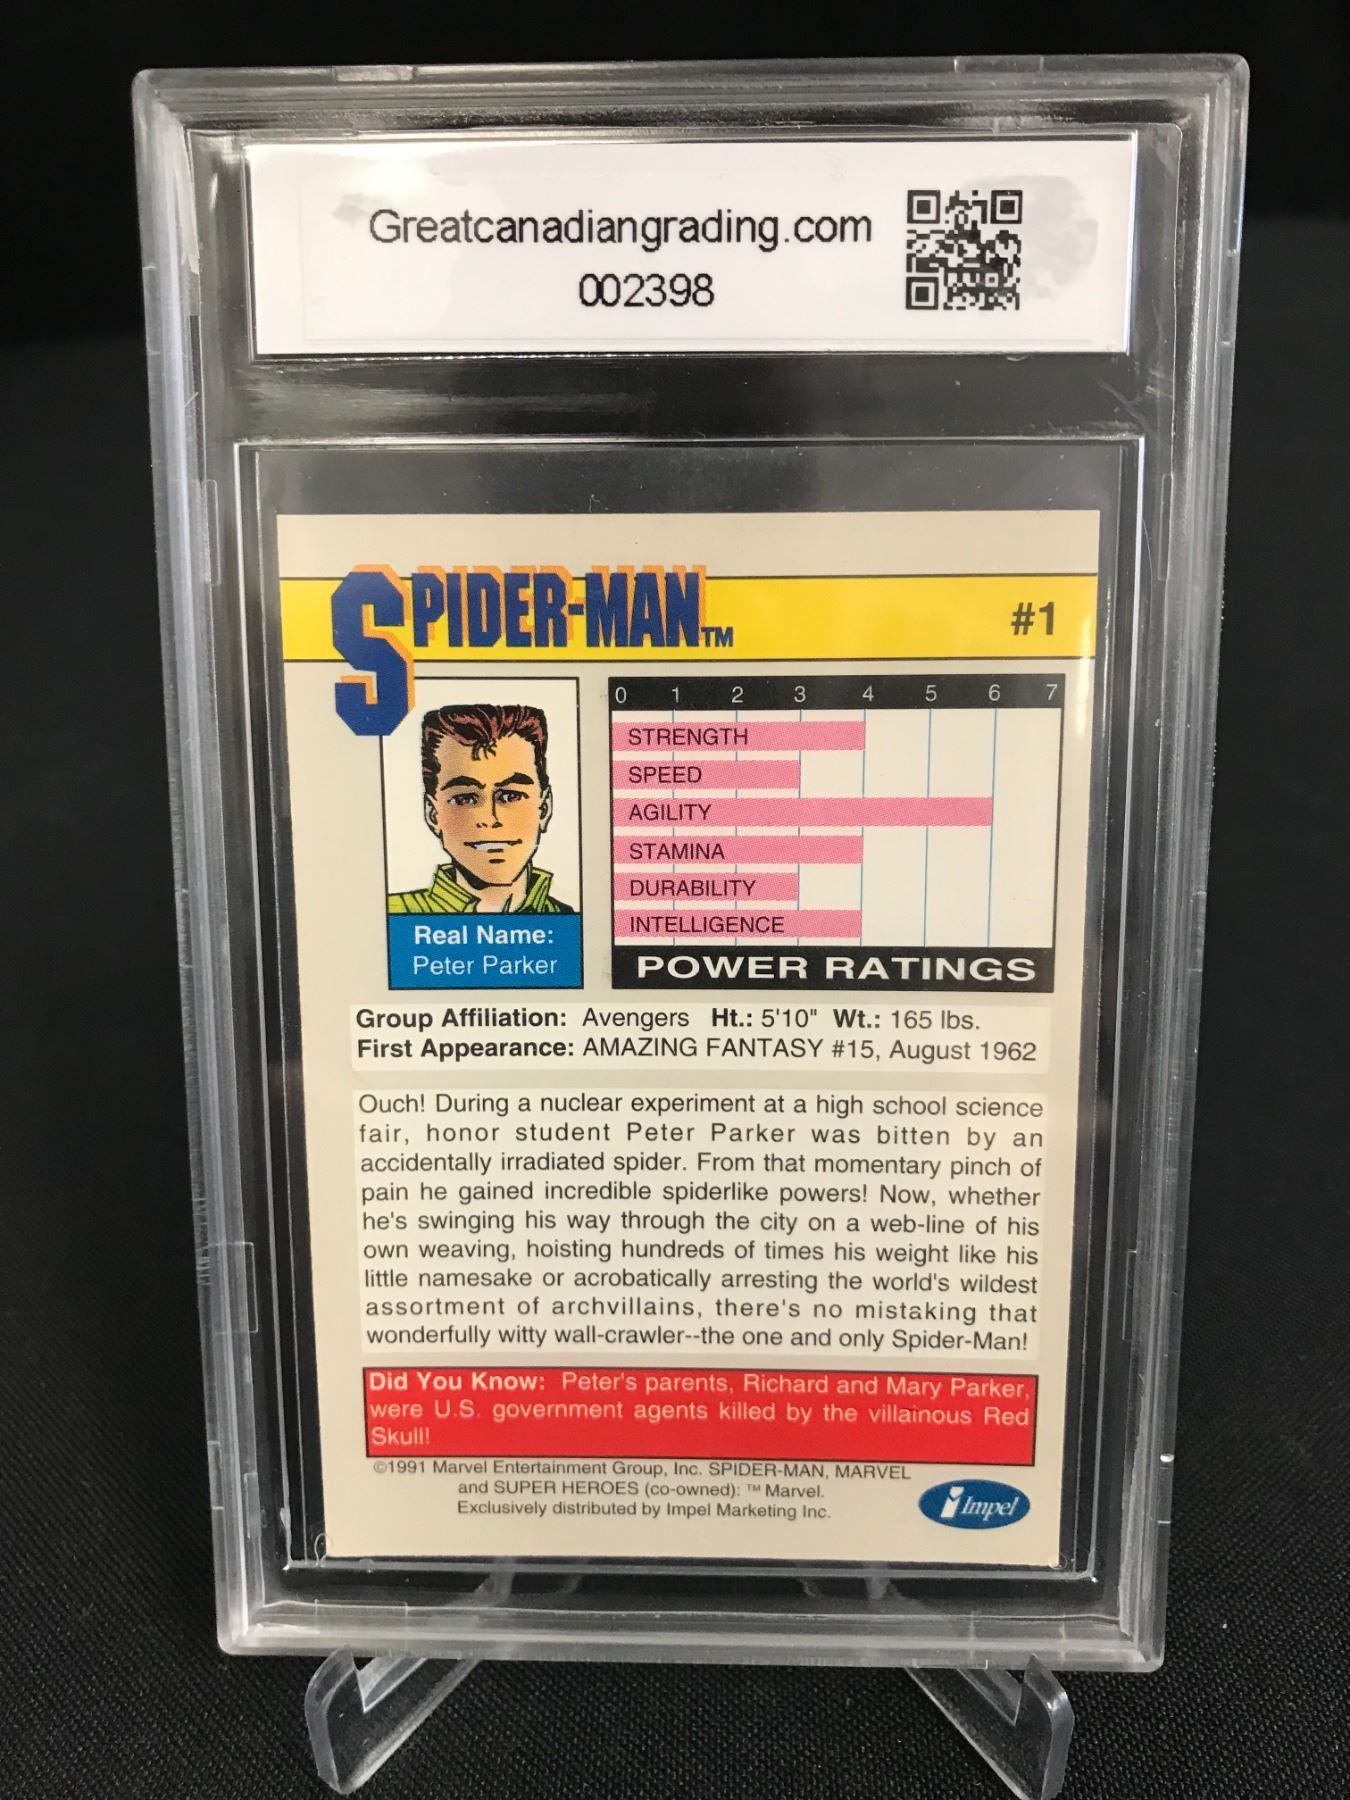 Greatcanadiangrading.com
002398
SPIDER-MAN™
#1
0 1 2 3 4 5 6 7
STRENGTH
SPEED
AGILITY
STAMINA
DURABILITY
INTELLIGENCE
POWER RATINGS
Real Name:
Peter Parker
Group Affiliation: Avengers Ht.: 5'10" Wt.: 165 lbs.
First Appearance: AMAZING FANTASY #15, August 1962
Ouch! During a nuclear experiment at a high school science
fair, honor student Peter Parker was bitten by an
accidentally irradiated spider. From that momentary pinch of
pain he gained incredible spiderlike powers! Now, whether
he's swinging his way through the city on a web-line of his
own weaving, hoisting hundreds of times his weight like his
little namesake or acrobatically arresting the world's wildest
assortment of archvillains, there's no mistaking that
wonderfully witty wall-crawler--the one and only Spider-Man!
Did You Know: Peter's parents, Richard and Mary Parker,
were U.S. government agents killed by the villainous Red
Skull!
©1991 Marvel Entertainment Group, Inc. SPIDER-MAN, MARVEL
and SUPER HEROES (co-owned): ™ Marvel.
Exclusively distributed by Impel Marketing Inc.
Impel